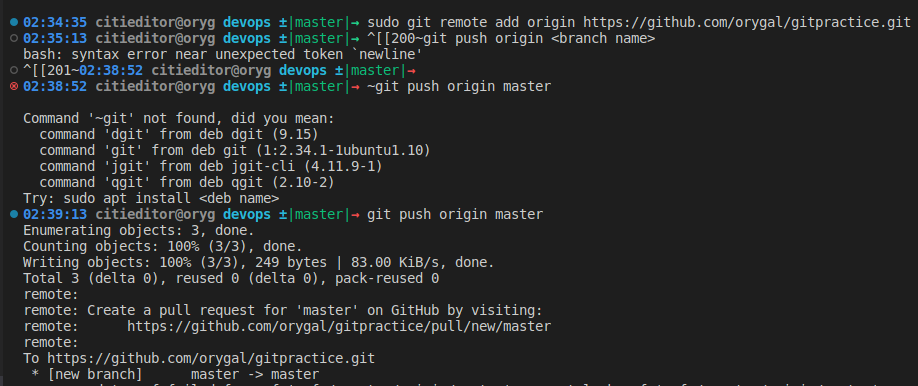 02:34:35 citieditor@oryg devops ±|master|→ sudo git remote add origin https://github.com/orygal/gitpractice.git
02:35:13 citieditor@oryg devops ±|master|→ ^[[200~git push origin <branch name>
bash: syntax error near unexpected token `newline'
^[[201~02:38:52 citieditor@oryg devops ±|master|→
02:38:52 citieditor@oryg devops ±|master|→ ~git push origin master
Command '~git' not found, did you mean:
command 'dgit' from deb dgit (9.15)
command 'git' from deb git (1:2.34.1-1ubuntu1.10)
command 'jgit' from deb jgit-cli (4.11.9-1)
command 'qgit' from deb qgit (2.10-2)
Try: sudo apt install <deb name>
02:39:13 citieditor@oryg devops ±|master|→ git push origin master
Enumerating objects: 3, done.
Counting objects: 100% (3/3), done.
Writing objects: 100% (3/3), 249 bytes | 83.00 KiB/s, done.
Total 3 (delta 0), reused 0 (delta 0), pack-reused 0
remote:
remote: Create a pull request for 'master' on GitHub by visiting:
remote:      https://github.com/orygal/gitpractice/pull/new/master
remote:
To https://github.com/orygal/gitpractice.git
* [new branch]      master -> master